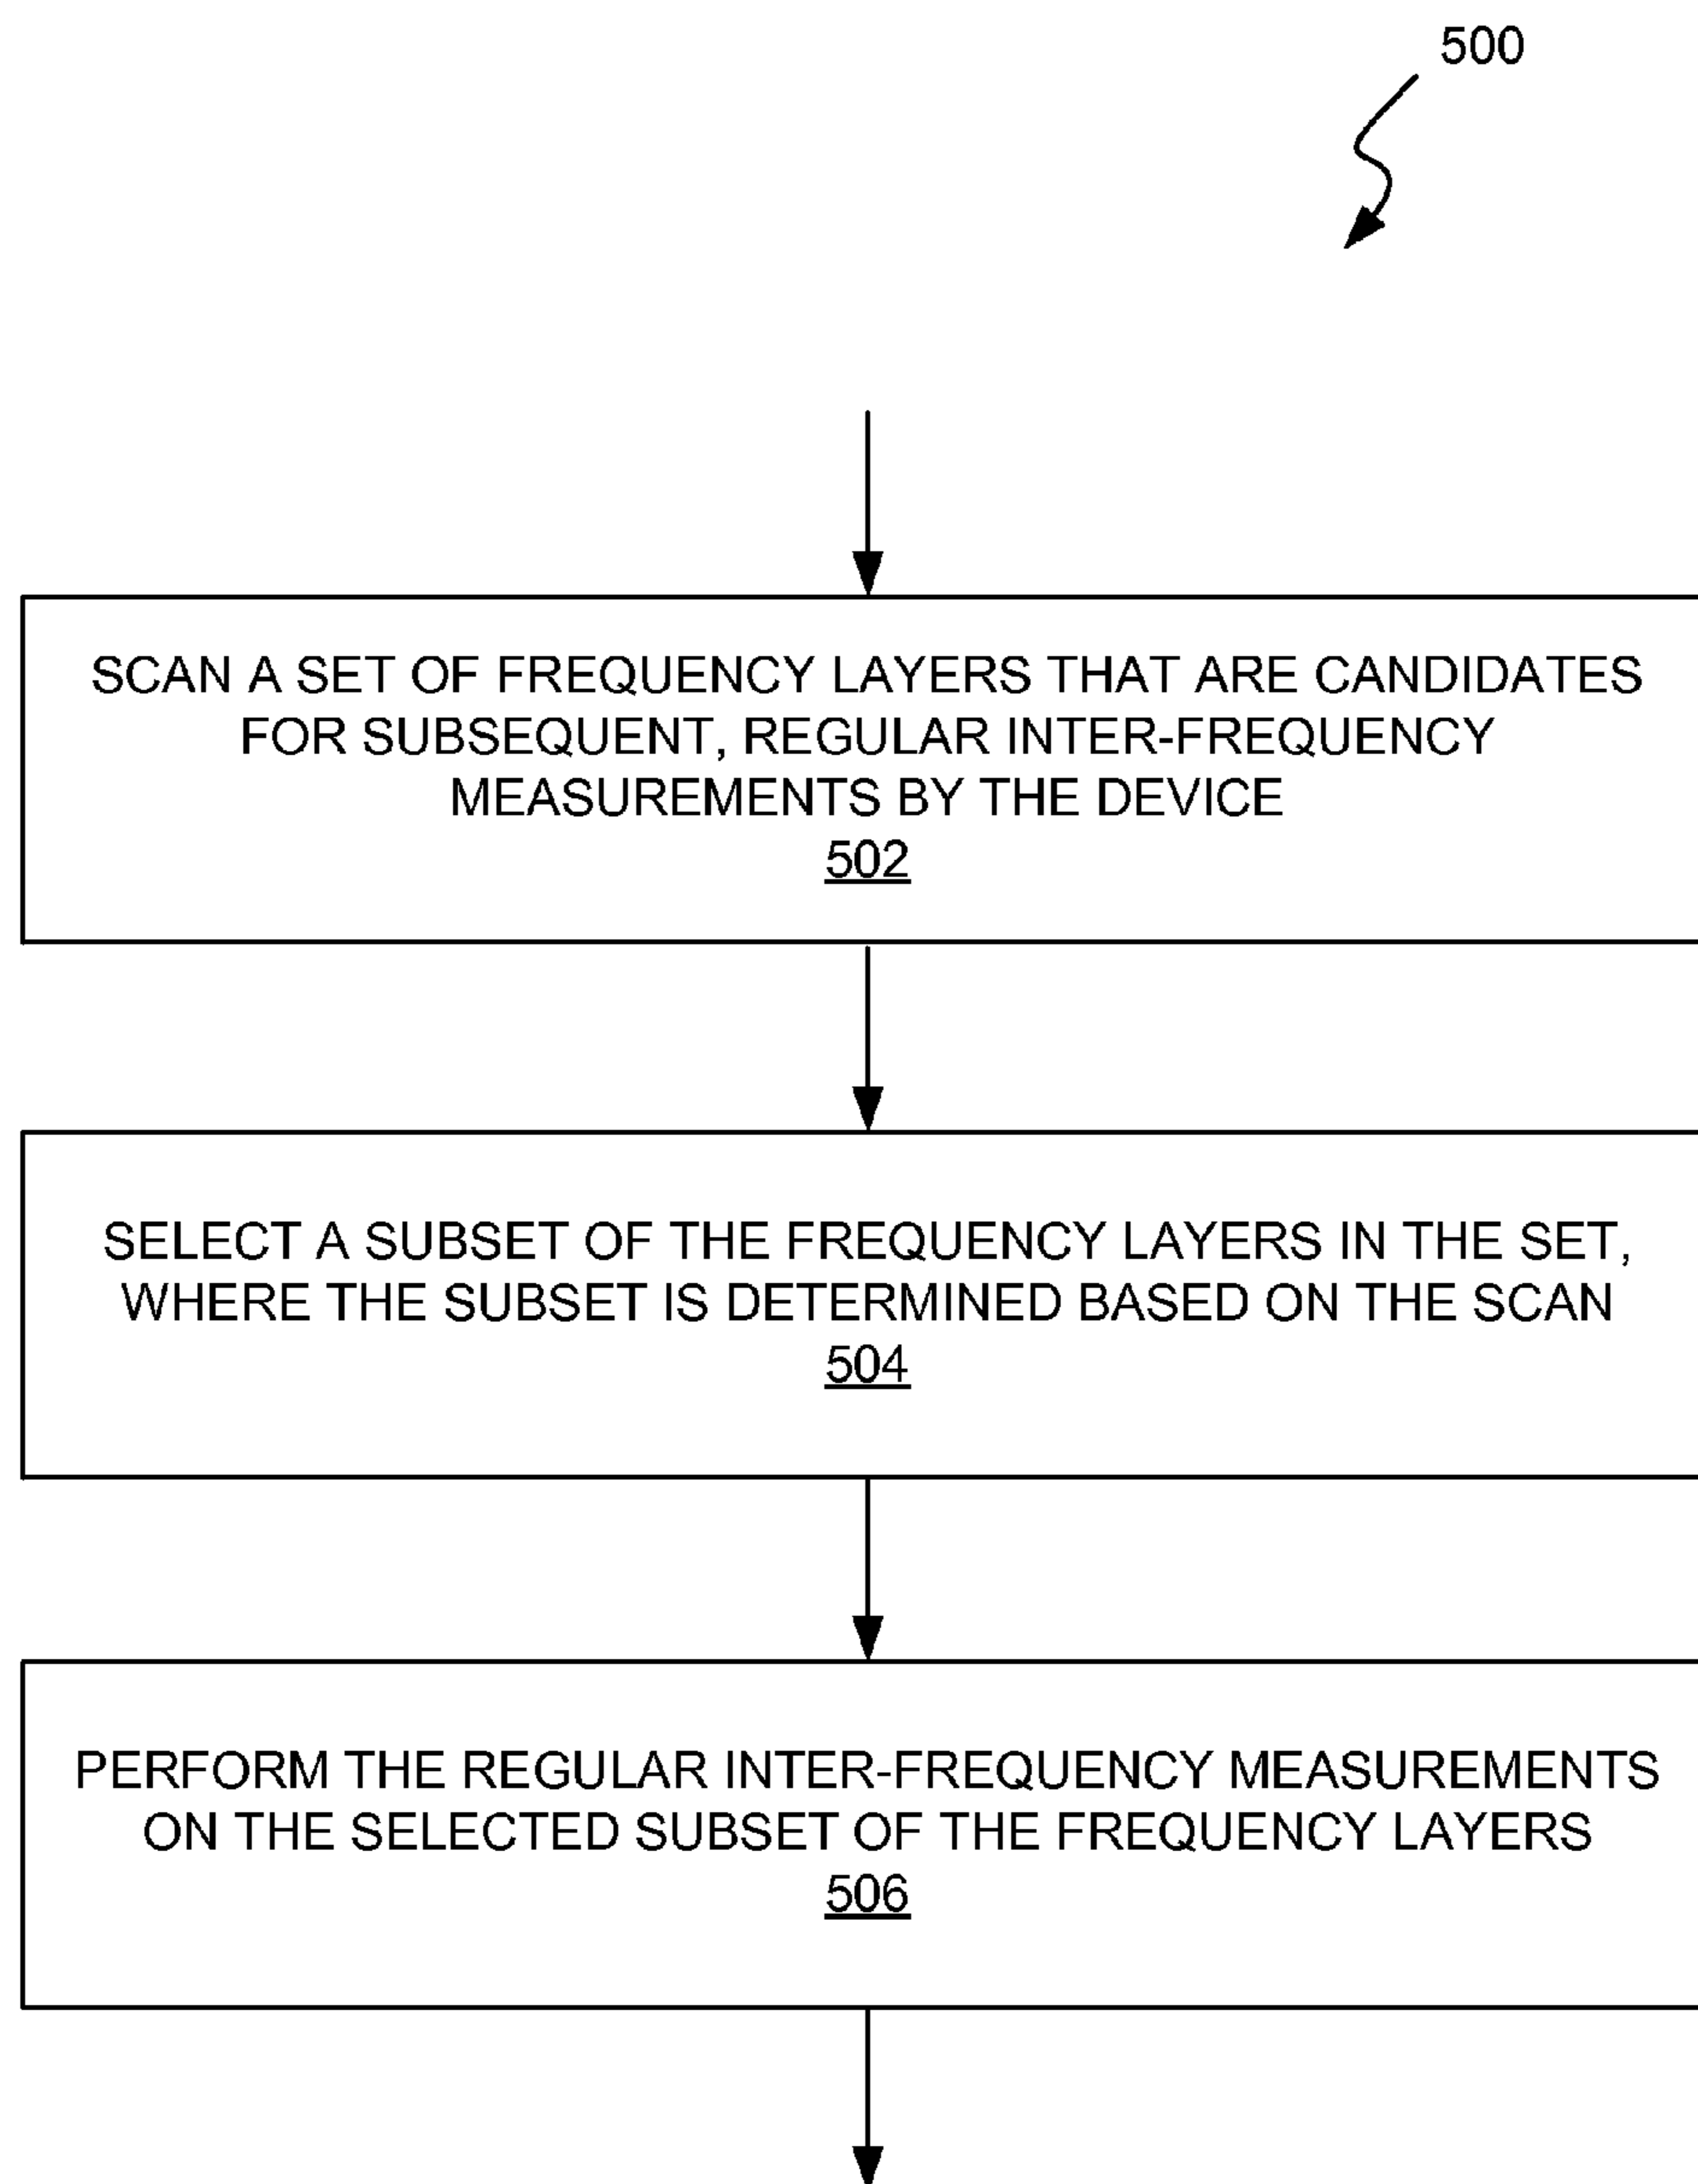 500
SCAN A SET OF FREQUENCY LAYERS THAT ARE CANDIDATES
FOR SUBSEQUENT, REGULAR INTER-FREQUENCY
MEASUREMENTS BY THE DEVICE
502
SELECT A SUBSET OF THE FREQUENCY LAYERS IN THE SET,
WHERE THE SUBSET IS DETERMINED BASED ON THE SCAN
504
PERFORM THE REGULAR INTER-FREQUENCY MEASUREMENTS
ON THE SELECTED SUBSET OF THE FREQUENCY LAYERS
506